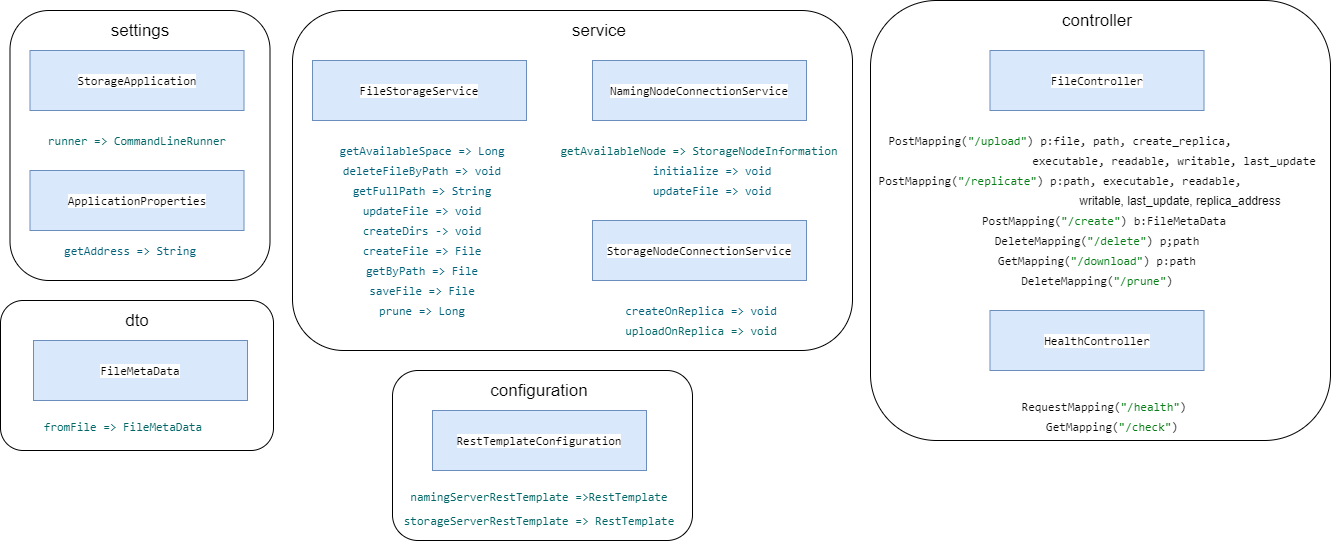 settings
StorageApplication
runner => CommandLineRunner
ApplicationProperties
getAddress => String
dto
FileMetaData
fromFile => FileMetaData
service
FileStorageService
getAvailableSpace => Long
deleteFileByPath => void
getFullPath => String
updateFile => void
createDirs -> void
createFile => File
getByPath => File
saveFile => File
prune => Long
NamingNodeConnectionService
getAvailableNode => StorageNodeInformation
initialize => void
updateFile => void
StorageNodeConnectionService
createOnReplica => void
uploadOnReplica => void
configuration
RestTemplateConfiguration
namingServerRestTemplate =>RestTemplate
storageServerRestTemplate => RestTemplate
controller
FileController
PostMapping("/upload") p:file, path, create_replica,
executable, readable, writable, last_update
PostMapping("/replicate") p:path, executable, readable,
writable, last_update, replica_address
PostMapping("/create") b:FileMetaData
DeleteMapping("/delete") p;path
GetMapping("/download") p:path
DeleteMapping("/prune")
HealthController
RequestMapping("/health")
GetMapping("/check")